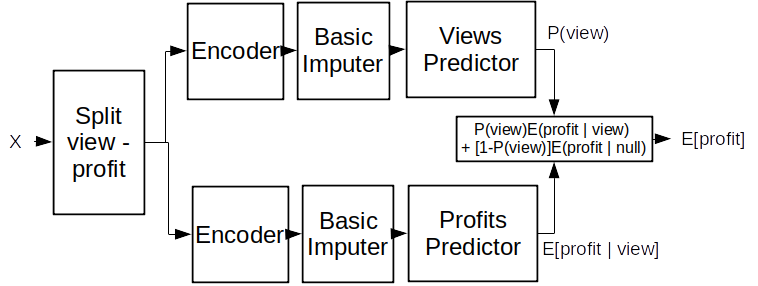 X
Split
view -
profit
Encoder
Basic
Imputer
Views
Predictor
P(view)
P(view)E(profit | view)
+ [1-P(view)]E(profit | null)
E[profit]
Encoder
Basic
Imputer
Profits
Predictor
E[profit | view]